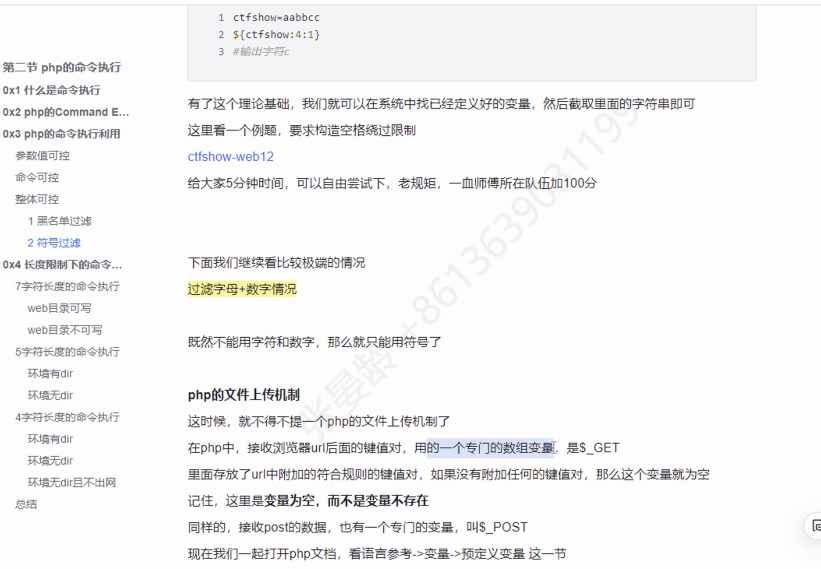 1 ctfshow=aabbcc
2 ${ctfshow:4:1}
3 #输出字符c
第二节 php的命令执行
0x1 什么是命令执行
0x2 php的Command E...
0x3 php的命令执行利用
参数值可控
命令可控
整体可控
1 黑名单过滤
2 符号过滤
0x4 长度限制下的命令...
7字符长度的命令执行
web目录可写
web目录不可写
5字符长度的命令执行
环境有dir
环境无dir
4字符长度的命令执行
环境有dir
环境无dir
环境无dir且不出网
总结
有了这个理论基础，我们就可以在系统中找已经定义好的变量，然后截取里面的字符串即可
这里看一个例题，要求构造空格绕过限制
ctfshow-web12
给大家5分钟时间，可以自由尝试下，老规矩，一血师傅所在队伍加100分
下面我们继续看比较极端的情况
过滤字母+数字情况
既然不能用字符和数字，那么就只能用符号了
php的文件上传机制
这时候，就不得不提一个php的文件上传机制了
在php中，接收浏览器url后面的键值对，用的一个专门的数组变量，是$_GET
里面存放了url中附加的符合规则的键值对，如果没有附加任何的键值对，那么这个变量就为空
记住，这里是变量为空，而不是变量不存在
同样的，接收post的数据，也有一个专门的变量，叫$_POST
现在我们一起打开php文档，看语言参考->变量->预定义变量 这一节
张晏龄 +8613639031199